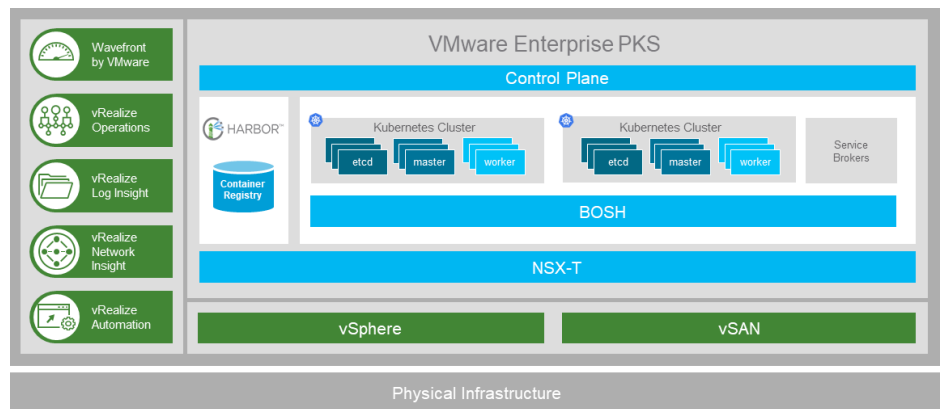 Wavefront
by VMware
vRealize
Operations
vRealize
Log Insight
vRealize
Network
Insight
vRealize
Automation
VMware Enterprise PKS
Control Plane
HARBOR™
Container
Registry
Kubernetes Cluster
etcd
master
worker
Kubernetes Cluster
etcd
master
worker
Service
Brokers
BOSH
NSX-T
vSphere
vSAN
Physical Infrastructure